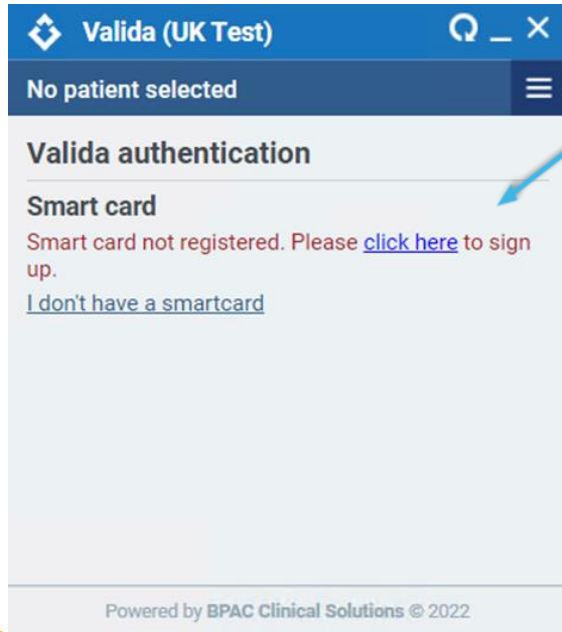 Valida (UK Test)
No patient selected
Valida authentication
Smart card
Smart card not registered. Please click here to sign
up.
I don't have a smartcard
Powered by BPAC Clinical Solutions © 2022